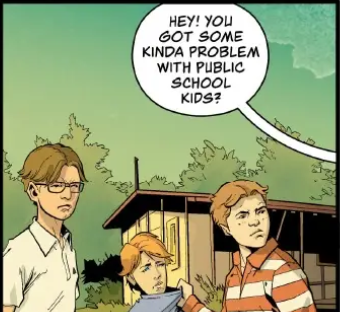 HEY! YOU
GOT SOME
KINDA PROBLEM
WITH PUBLIC
SCHOOL
KIDS?